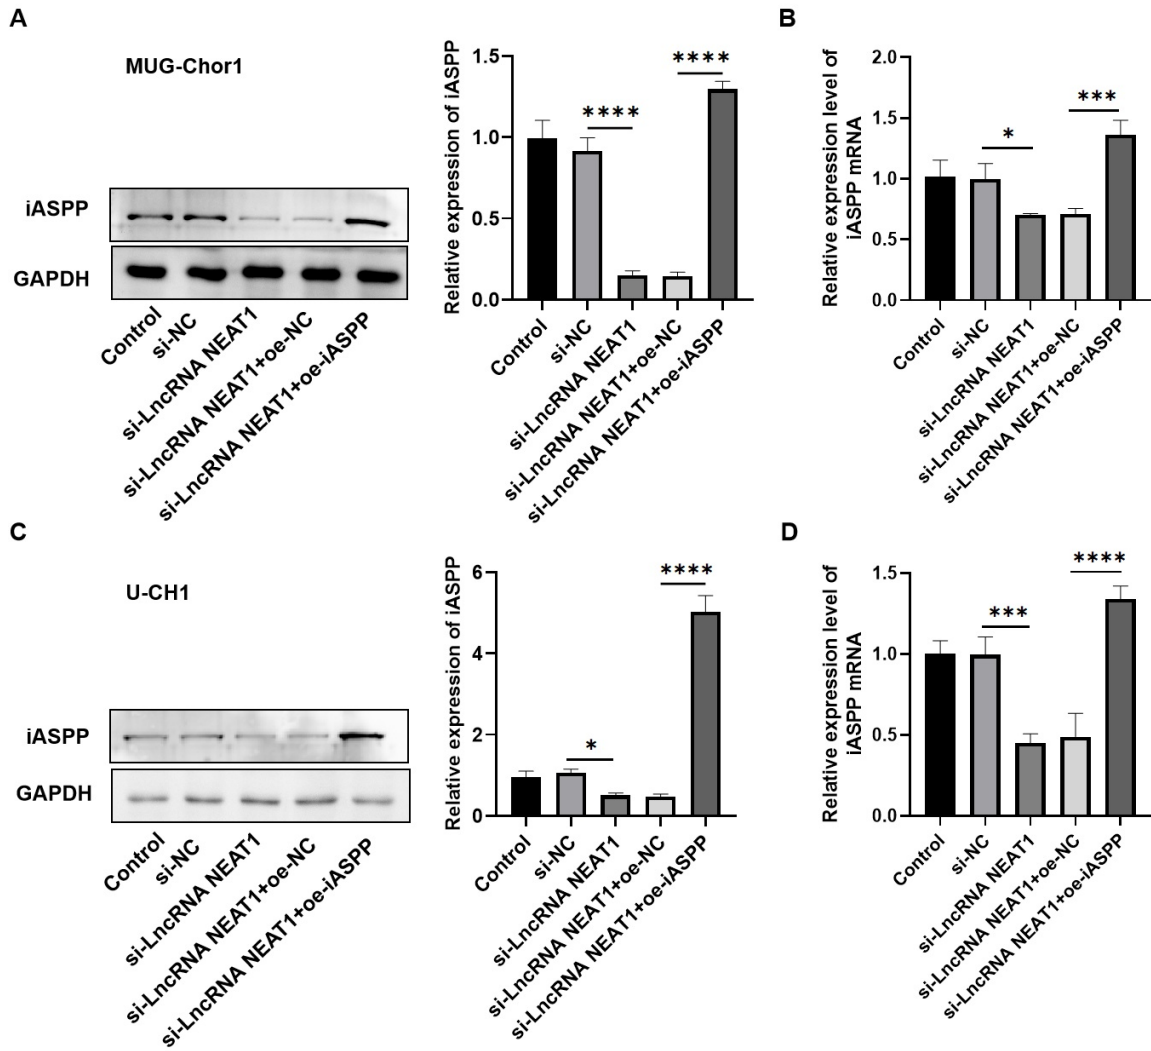 A
MUG-Chor1
iASPP
GAPDH
Control
si-NC
si-LncRNA NEAT1
si-LncRNA NEAT1+oe-NC
si-LncRNA NEAT1+oe-iASPP
Relative expression of iASPP
1.5
1.0
0.5
0.0
****
****
Control
si-NC
si-LncRNA NEAT1
si-LncRNA NEAT1+oe-NC
si-LncRNA NEAT1+oe-iASPP
B
Relative expression level of
iASPP mRNA
2.0
1.5
1.0
0.5
0.0
*
***
Control
si-NC
si-LncRNA NEAT1
si-LncRNA NEAT1+oe-NC
si-LncRNA NEAT1+oe-iASPP
C
U-CH1
iASPP
GAPDH
Control
si-NC
si-LncRNA NEAT1
si-LncRNA NEAT1+oe-NC
si-LncRNA NEAT1+oe-iASPP
Relative expression of iASPP
6
4
2
0
*
****
Control
si-NC
si-LncRNA NEAT1
si-LncRNA NEAT1+oe-NC
si-LncRNA NEAT1+oe-iASPP
D
Relative expression level of
iASPP mRNA
1.5
1.0
0.5
0.0
***
****
Control
si-NC
si-LncRNA NEAT1
si-LncRNA NEAT1+oe-NC
si-LncRNA NEAT1+oe-iASPP